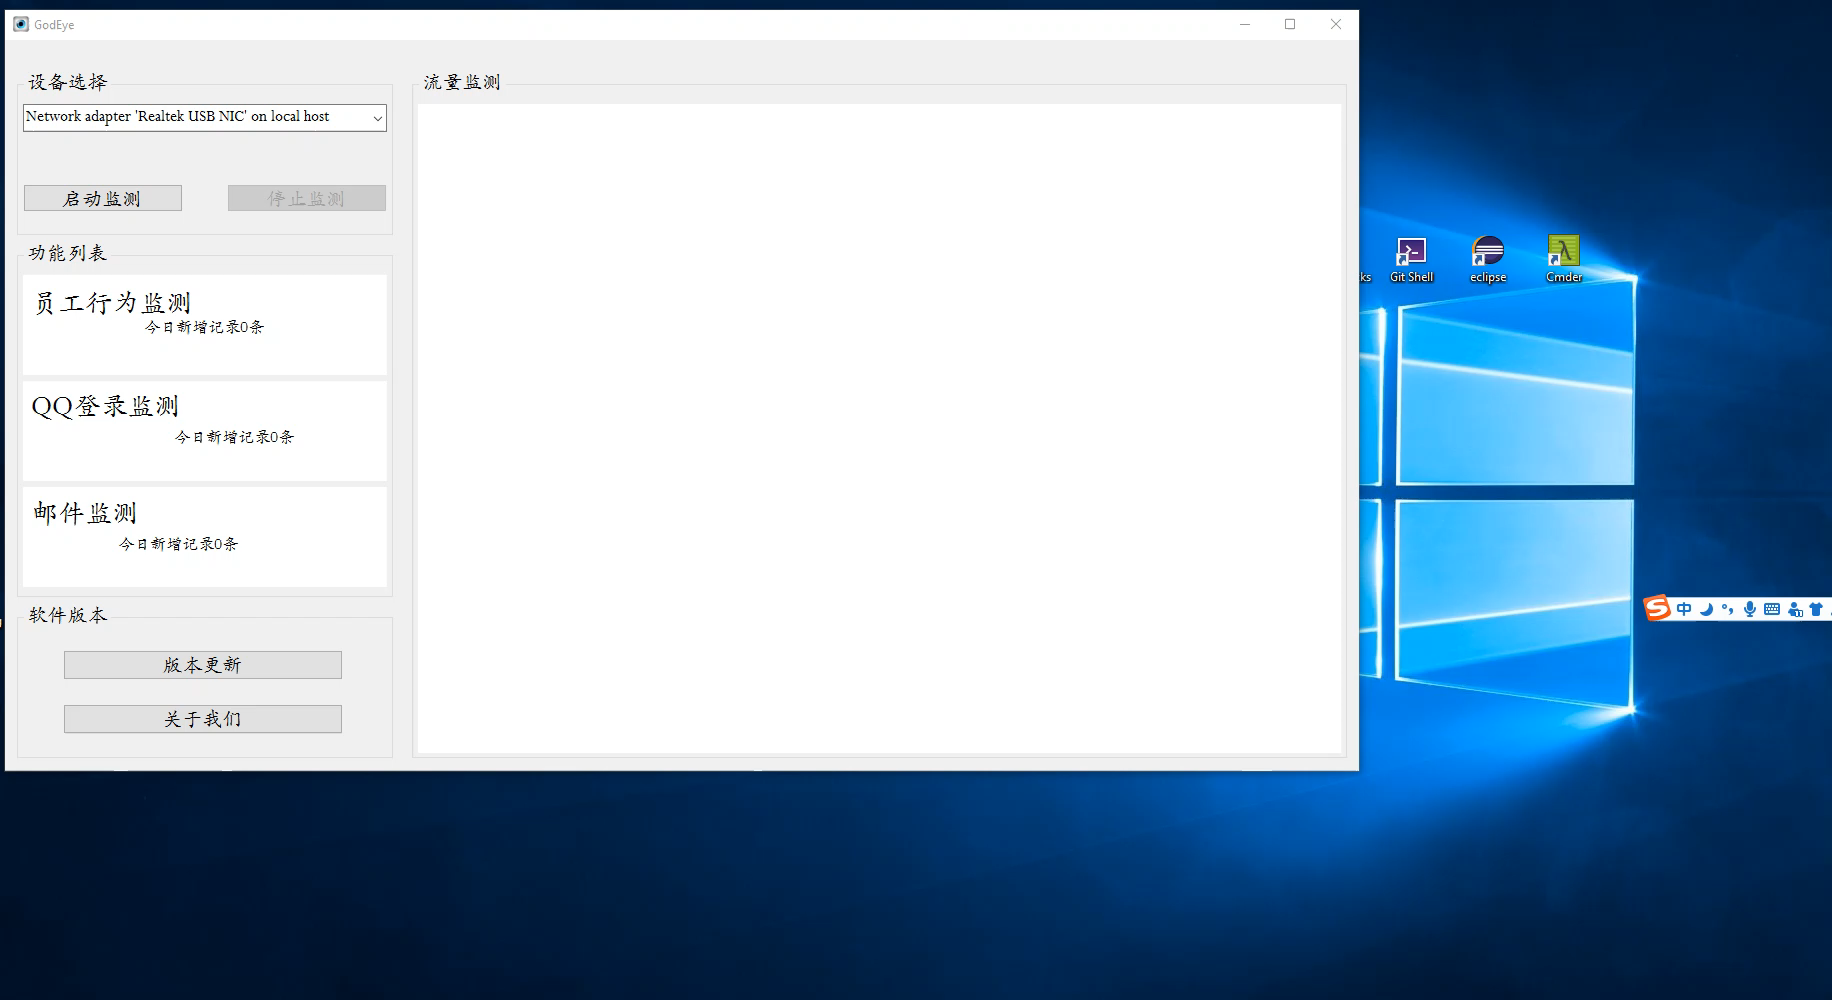 GodEye
设备选择
Network adapter 'Realtek USB NIC' on local host
启动监测
停止监测
功能列表
员工行为监测
今日新增记录0条
QQ登录监测
今日新增记录0条
邮件监测
今日新增记录0条
软件版本
版本更新
关于我们
流量监测
ks
Git Shell
eclipse
Cmder
中